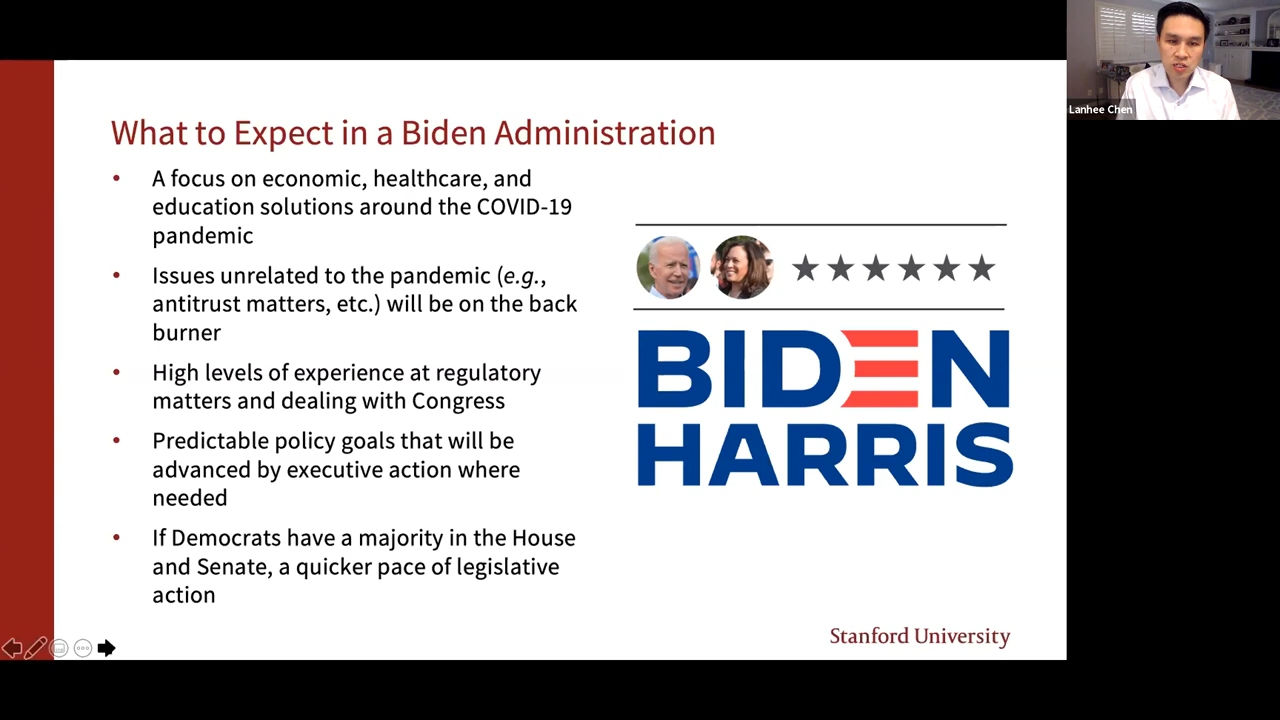 What to Expect in a Biden Administration
• A focus on economic, healthcare, and
education solutions around the COVID-19
pandemic
• Issues unrelated to the pandemic (e.g.,
antitrust matters, etc.) will be on the back
burner
• High levels of experience at regulatory
matters and dealing with Congress
• Predictable policy goals that will be
advanced by executive action where
needed
• If Democrats have a majority in the House
and Senate, a quicker pace of legislative
action
BIDEN
HARRIS
Stanford University
Lanhee Chen